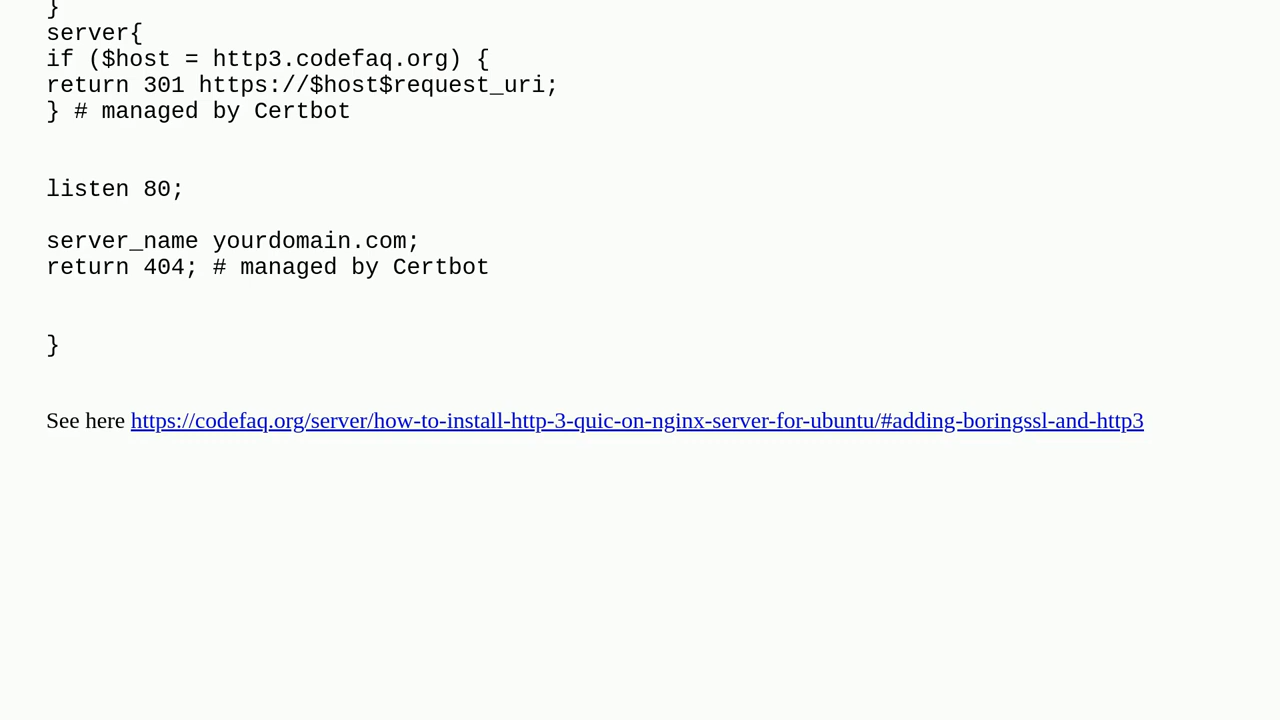 }
server{
if ($host = http3.codefaq.org) {
return 301 https://$host$request_uri;
} # managed by Certbot
listen 80;
server_name yourdomain.com;
return 404; # managed by Certbot
}
See here https://codefaq.org/server/how-to-install-http-3-quic-on-nginx-server-for-ubuntu/#adding-boringssl-and-http3